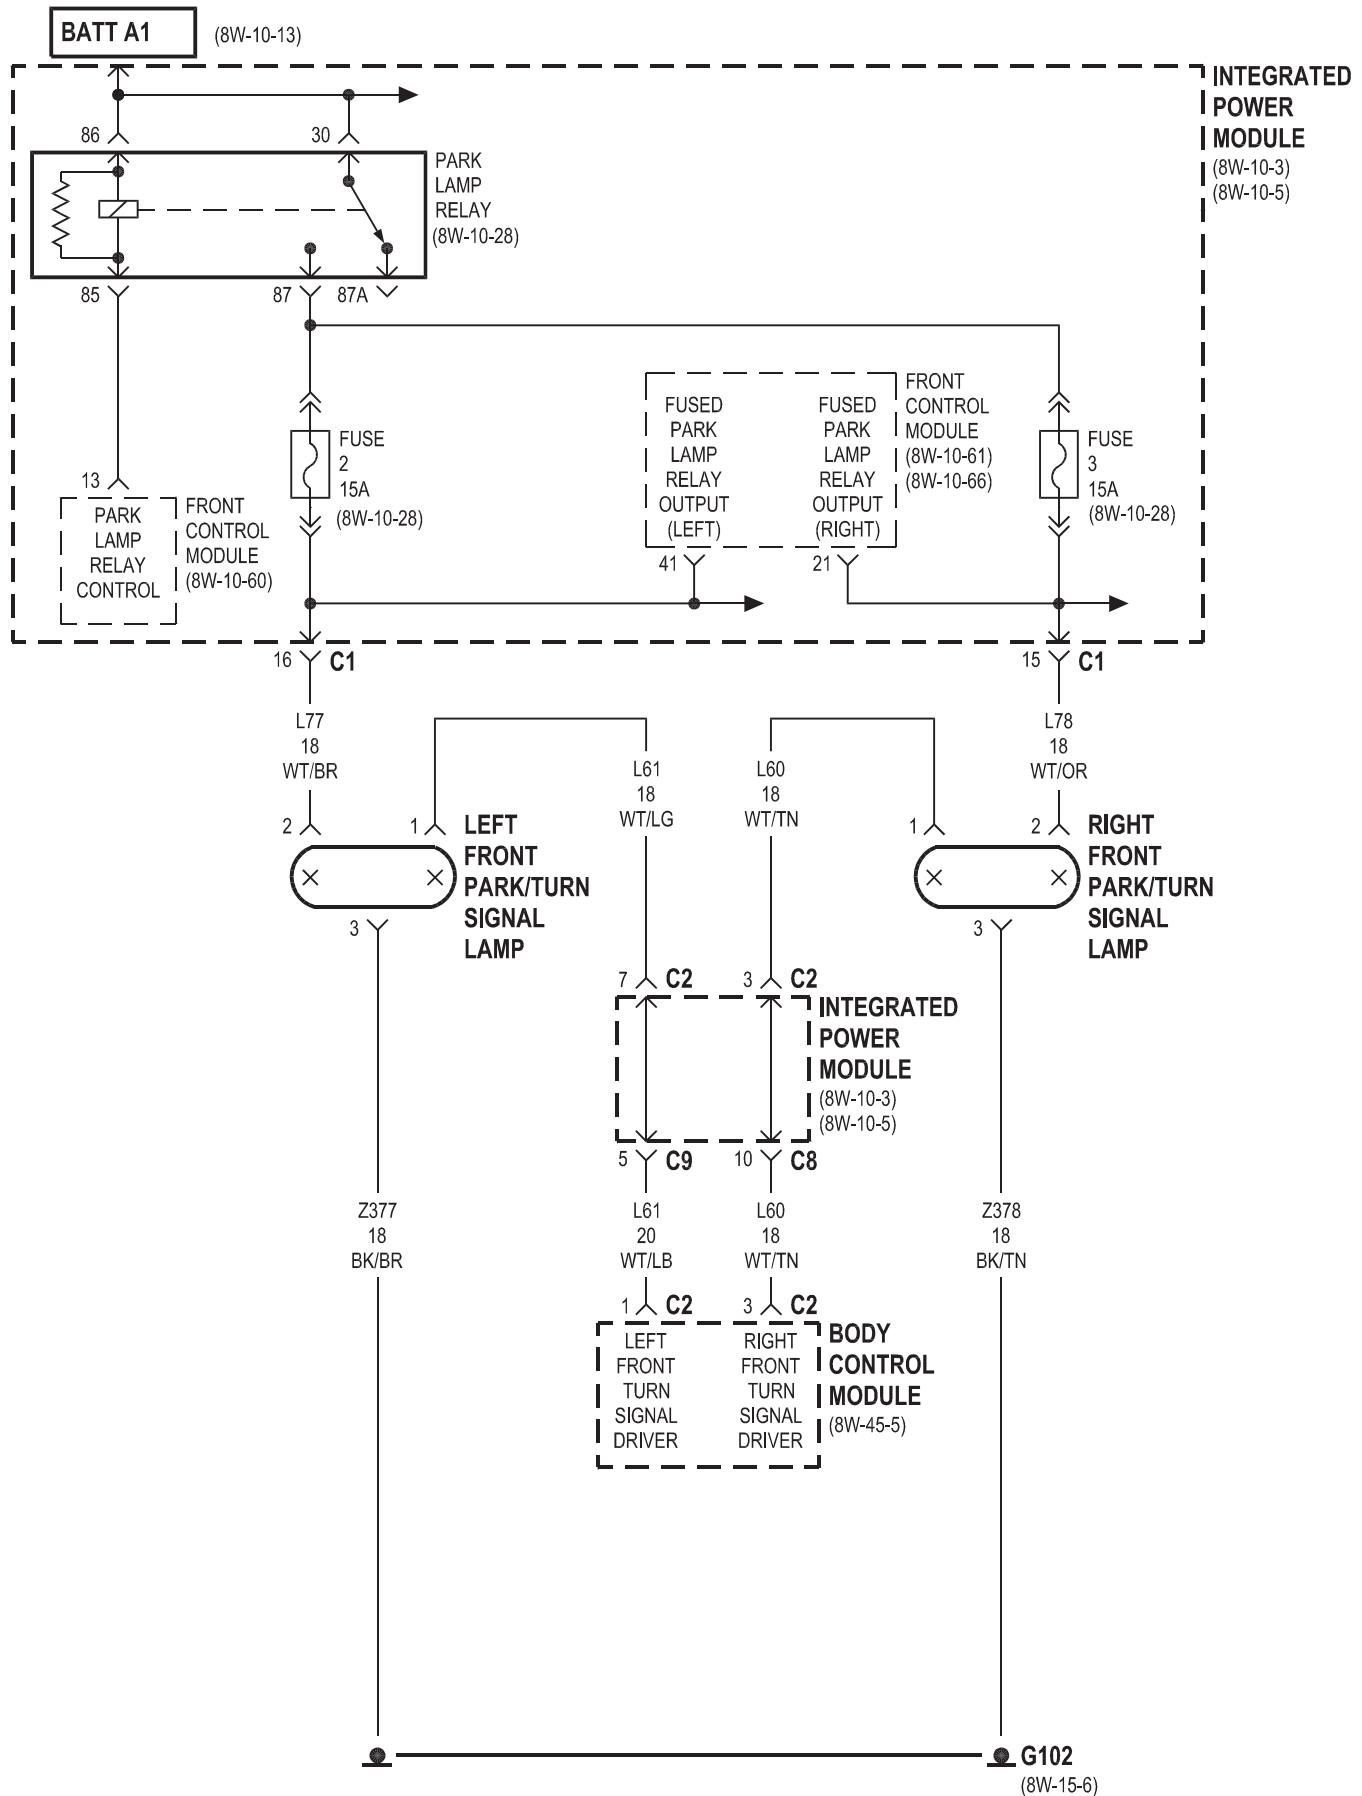 BATT A1
(8W-10-13)
INTEGRATED
POWER
MODULE
(8W-10-3)
(8W-10-5)
86
30
PARK
LAMP
RELAY
(8W-10-28)
85
87
87A
FUSE
2
15A
(8W-10-28)
FUSED
PARK
LAMP
RELAY
OUTPUT
(LEFT)
FUSED
PARK
LAMP
RELAY
OUTPUT
(RIGHT)
FRONT
CONTROL
MODULE
(8W-10-61)
(8W-10-66)
FUSE
3
15A
(8W-10-28)
13
PARK
LAMP
RELAY
CONTROL
FRONT
CONTROL
MODULE
(8W-10-60)
41
21
16
C1
15
C1
L77
18
WT/BR
L61
18
WT/LG
L60
18
WT/TN
L78
18
WT/OR
2
1
LEFT
FRONT
PARK/TURN
SIGNAL
LAMP
1
2
RIGHT
FRONT
PARK/TURN
SIGNAL
LAMP
3
3
7
C2
3
C2
INTEGRATED
POWER
MODULE
(8W-10-3)
(8W-10-5)
5
C9
10
C8
Z377
18
BK/BR
L61
20
WT/LB
L60
18
WT/TN
Z378
18
BK/TN
1
C2
3
C2
LEFT
FRONT
TURN
SIGNAL
DRIVER
RIGHT
FRONT
TURN
SIGNAL
DRIVER
BODY
CONTROL
MODULE
(8W-45-5)
G102
(8W-15-6)